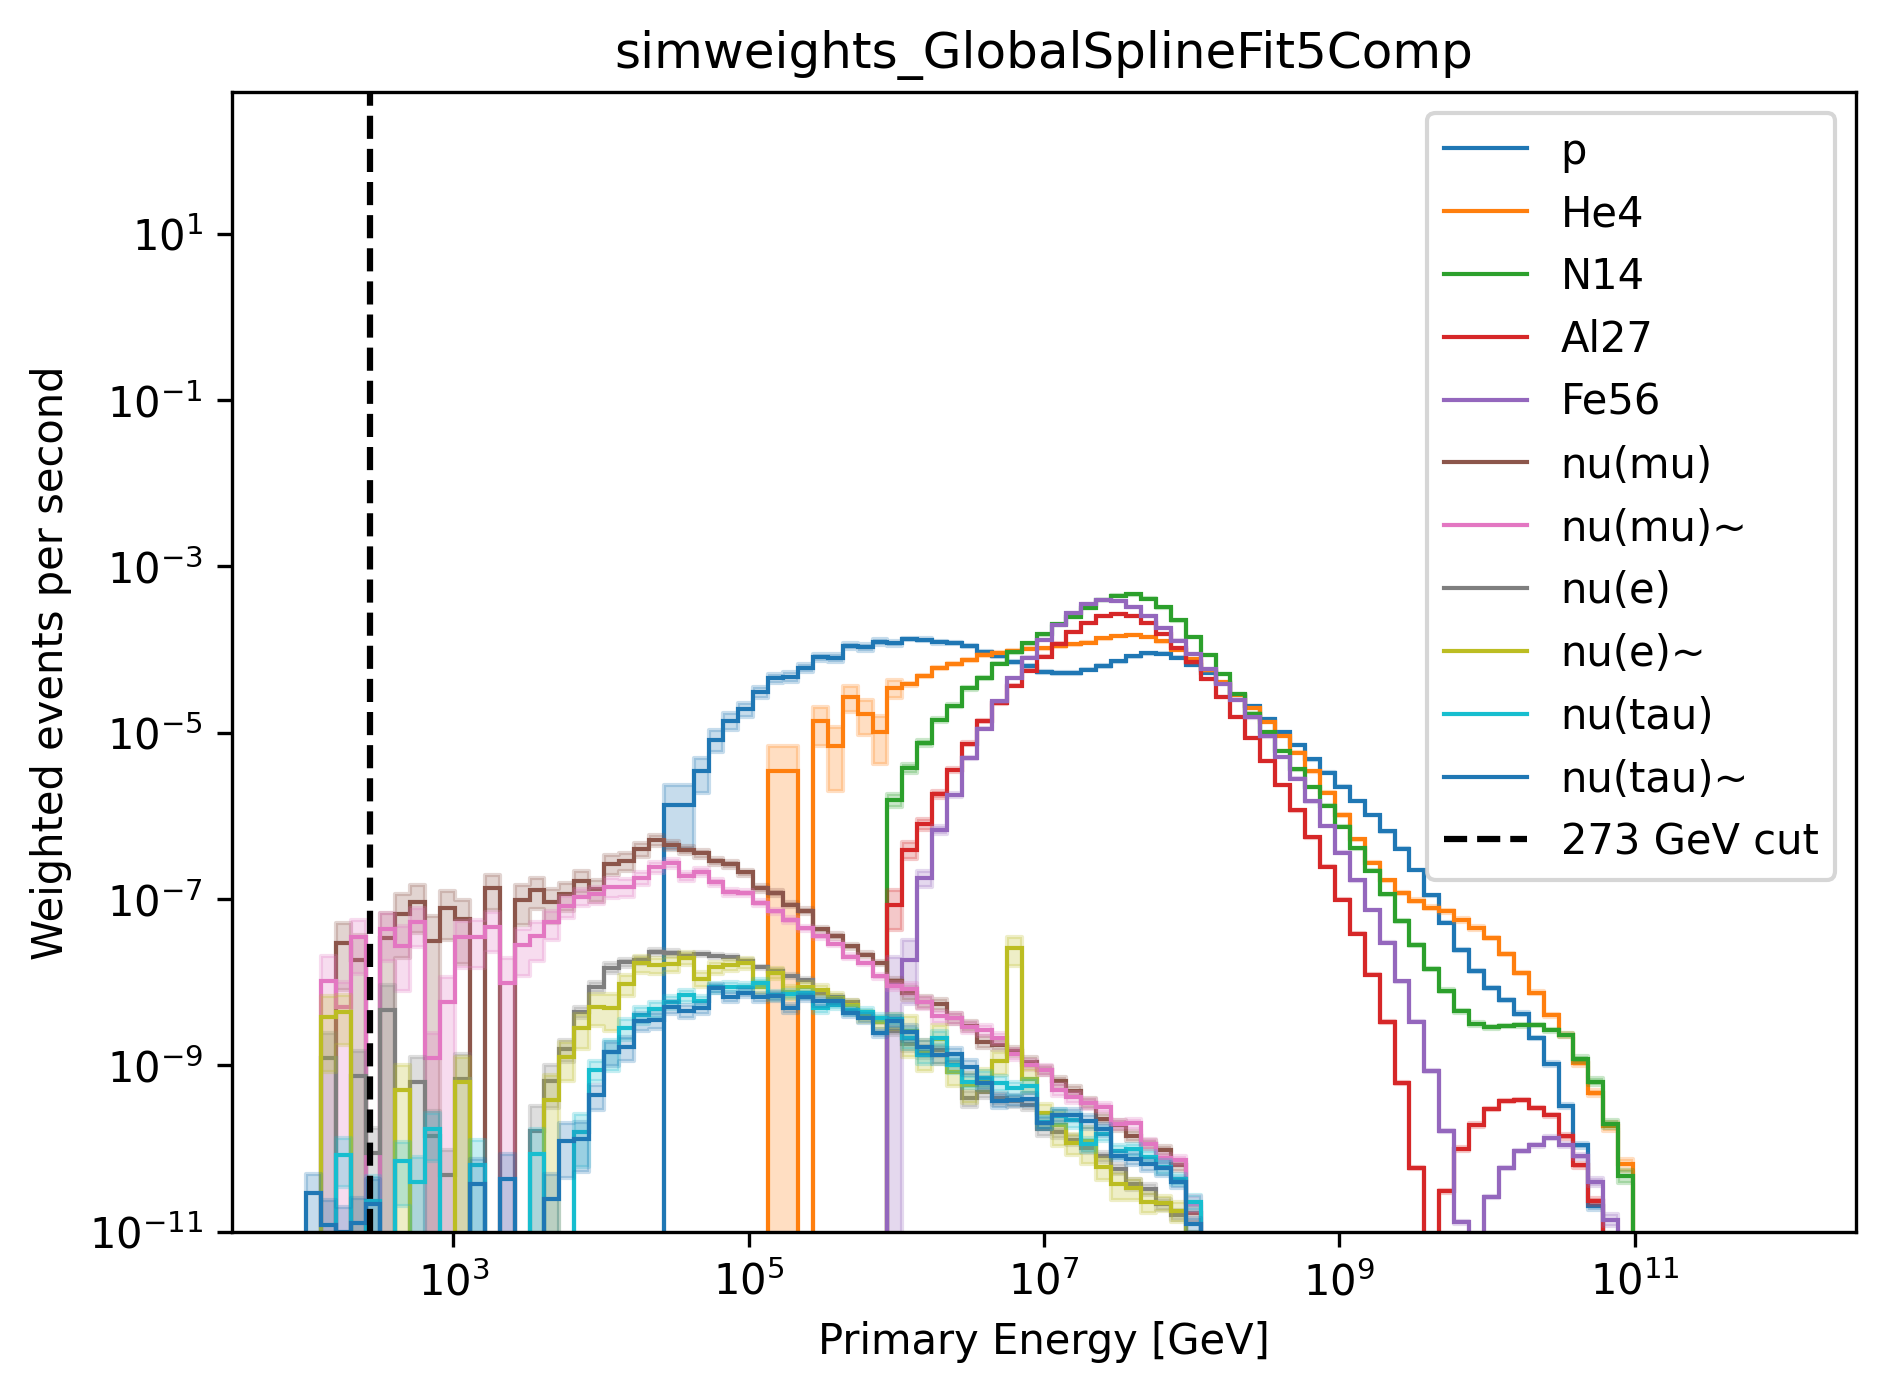 simweights_GlobalSplineFit5Comp
Weighted events per second
10^1
10^-1
10^-3
10^-5
10^-7
10^-9
10^-11
p
He4
N14
Al27
Fe56
nu(mu)
nu(mu)~
nu(e)
nu(e)~
nu(tau)
nu(tau)~
273 GeV cut
10^3
10^5
10^7
10^9
10^11
Primary Energy [GeV]